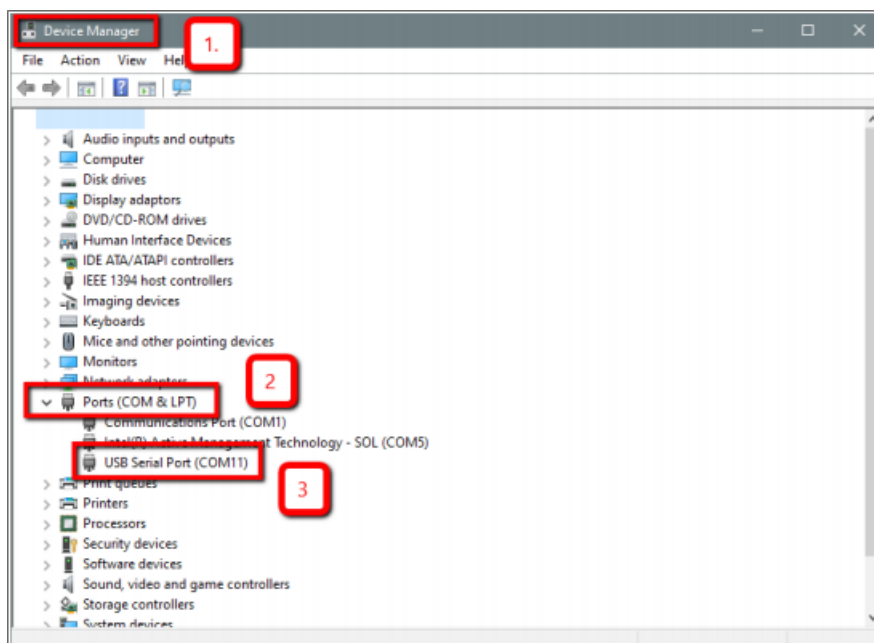 Device Manager
1.
File Action View Help
Audio inputs and outputs
Computer
Disk drives
Display adaptors
DVD/CD-ROM drives
Human Interface Devices
IDE ATA/ATAPI controllers
IEEE 1394 host controllers
Imaging devices
Keyboards
Mice and other pointing devices
Monitors
Network adaptors
2
Ports (COM & LPT)
Communications Port (COM1)
Intel(R) Active Management Technology - SOL (COM5)
USB Serial Port (COM11)
3
Print queues
Printers
Processors
Security devices
Software devices
Sound, video and game controllers
Storage controllers
System devices